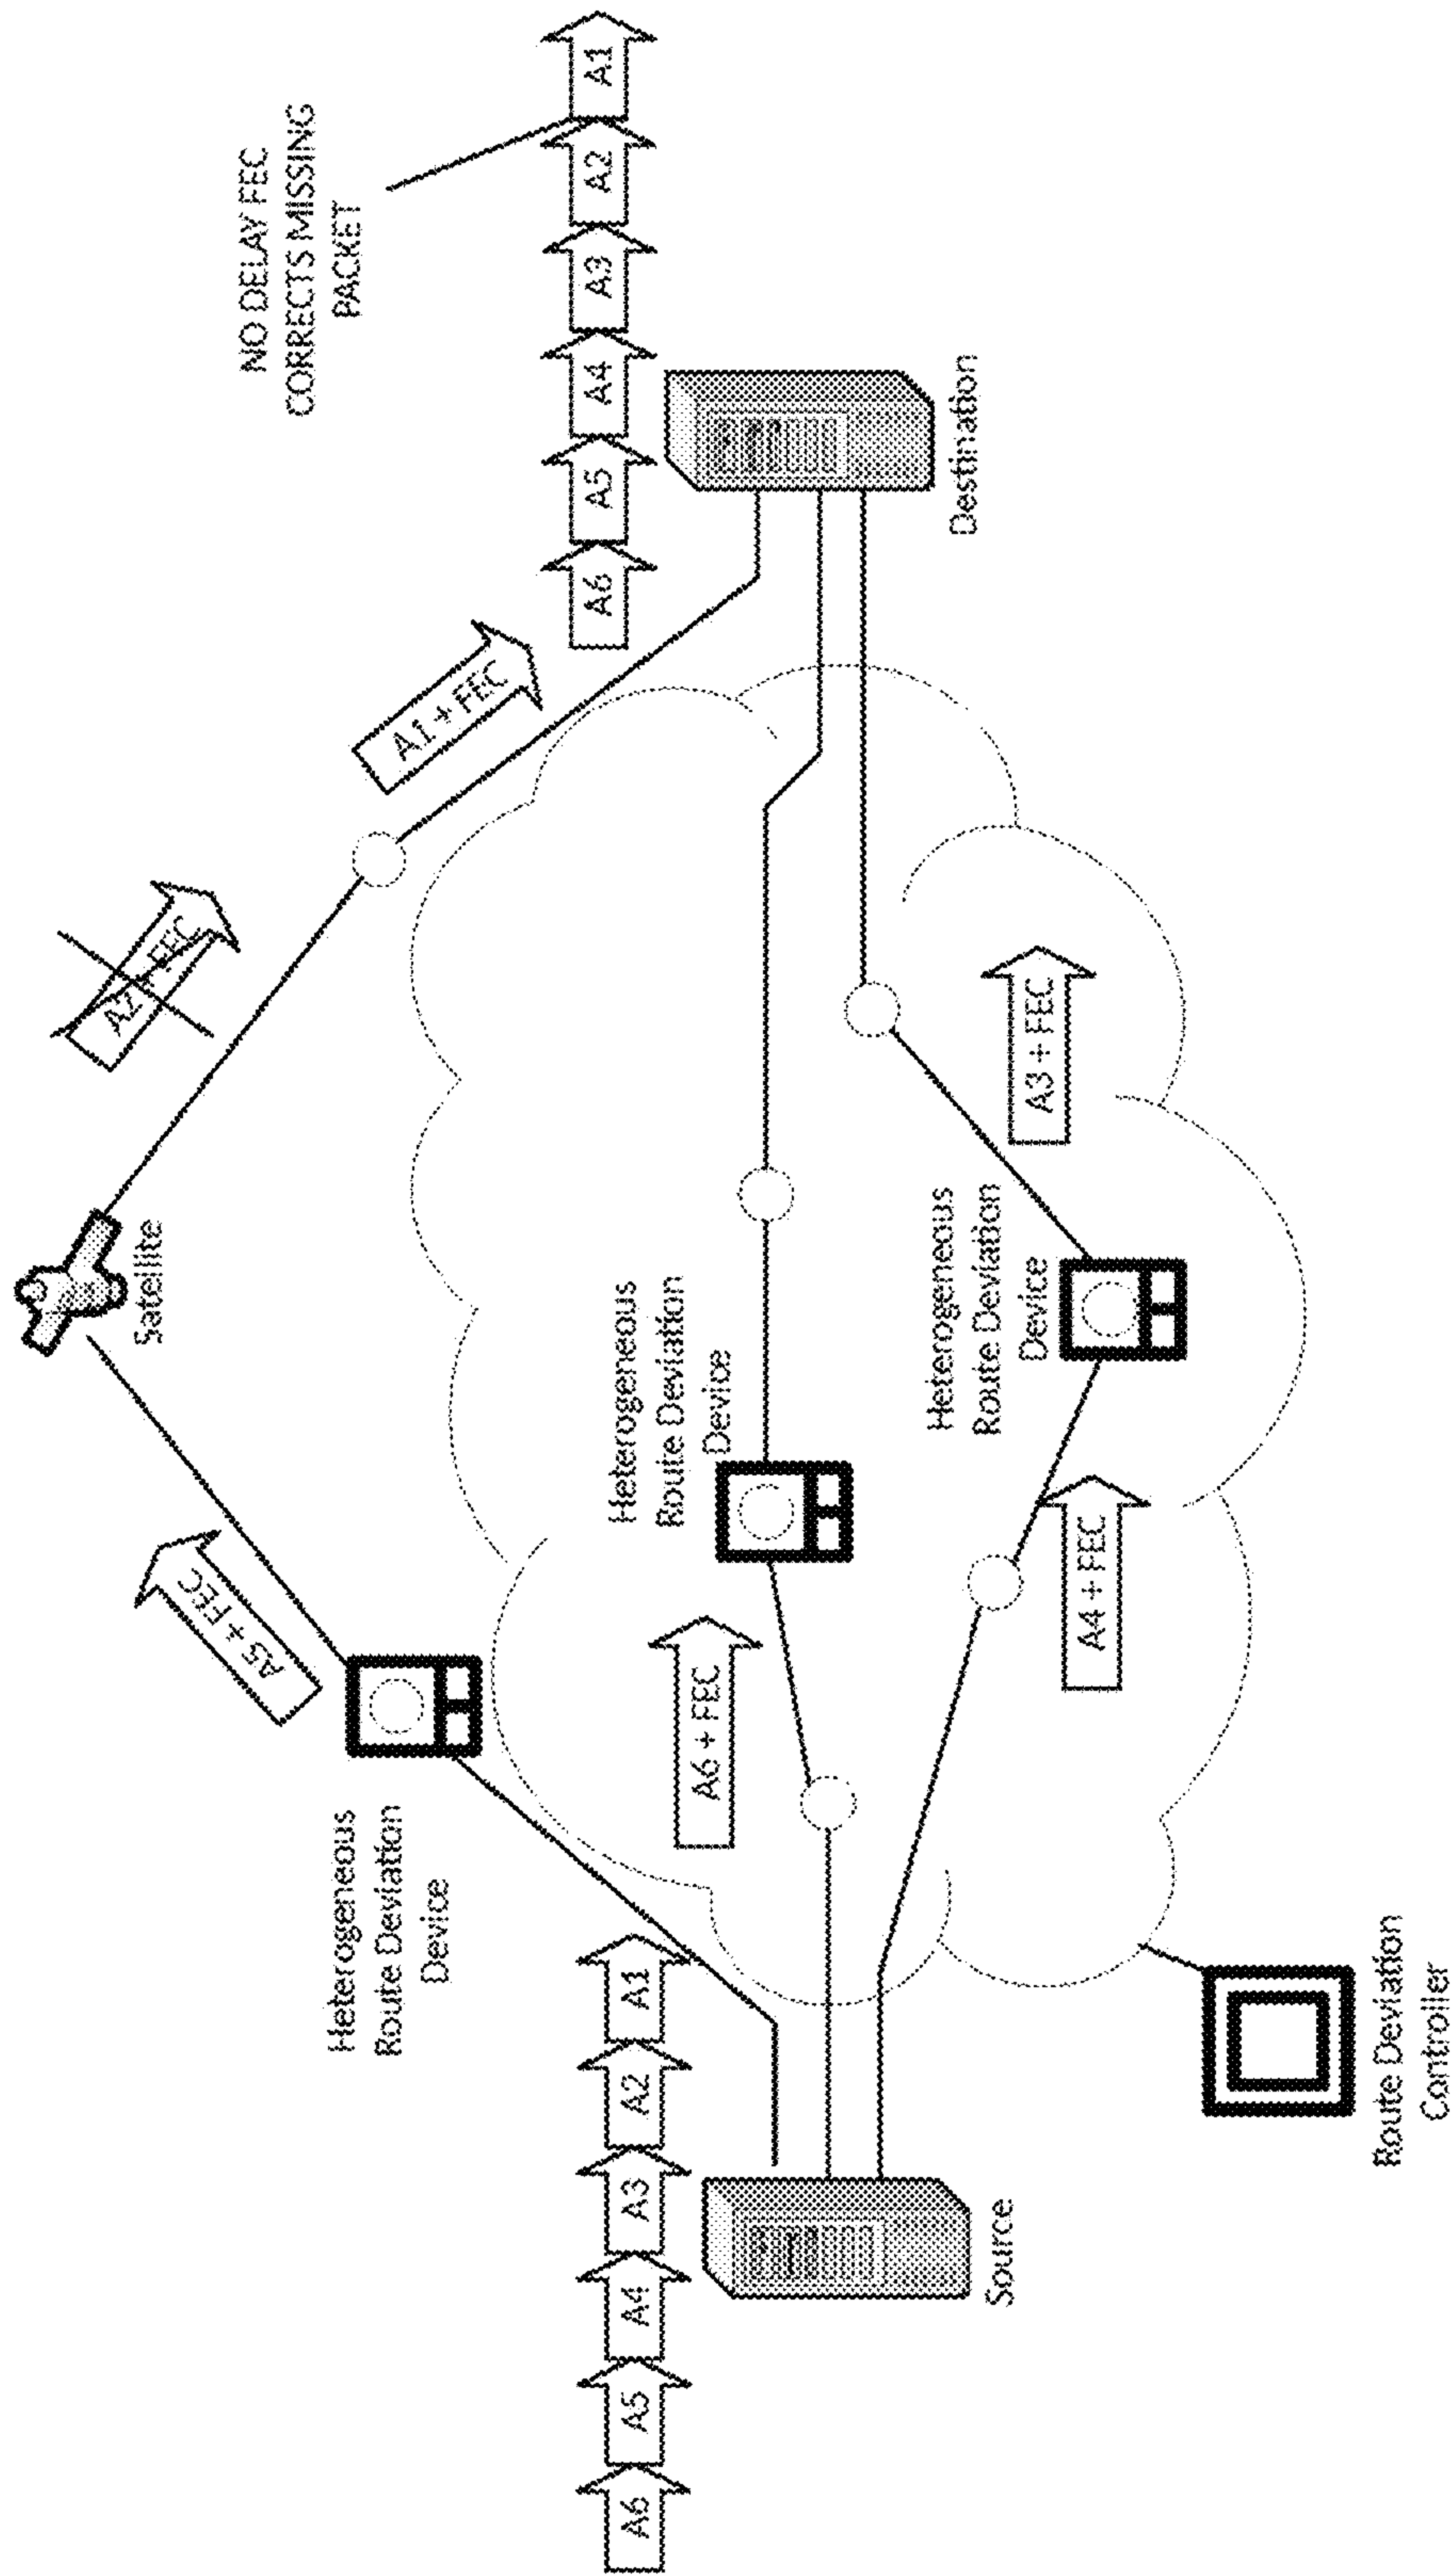 NO DELAY FEC
CORRECTS MISSING
PACKET
Satellite
A2 + FEC
A5 + FEC
A1 + FEC
Heterogeneous
Route Deviation
Device
A6
A5
A4
A3
A2
A1
A6
A5
A4
A3
A2
A1
Heterogeneous
Route Deviation
Device
A6 + FEC
Source
Destination
Heterogeneous
Route Deviation
Device
A4 + FEC
A3 + FEC
Route Deviation
Controller